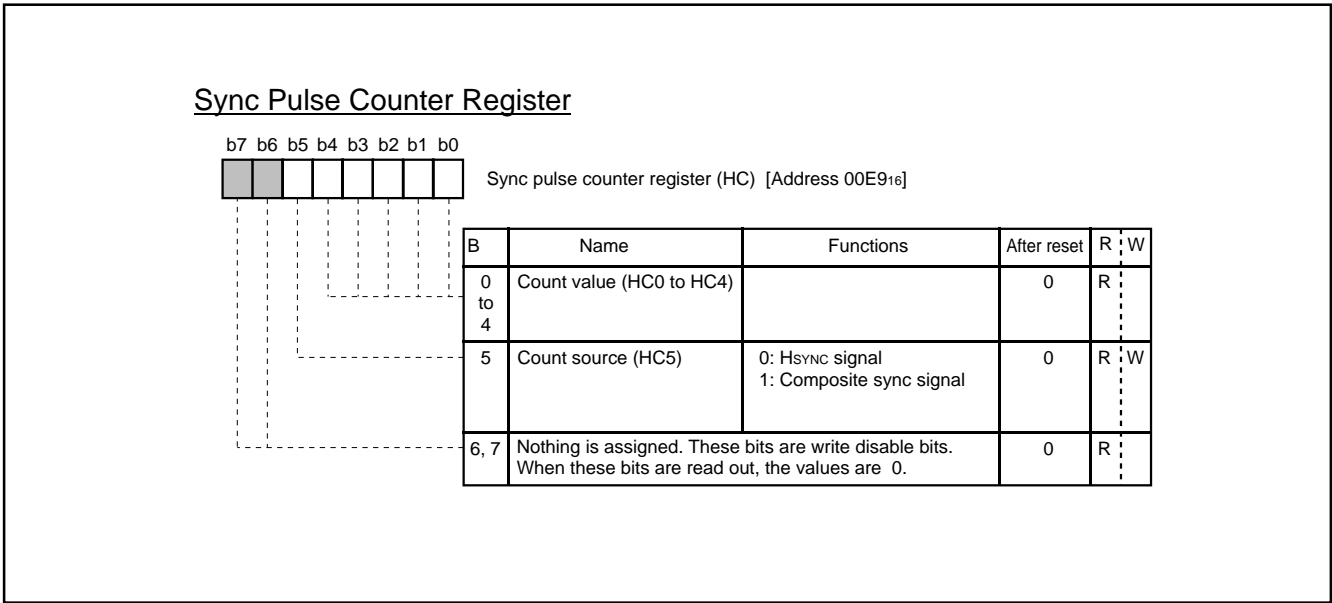 Sync Pulse Counter Register
b7 b6 b5 b4 b3 b2 b1 b0
Sync pulse counter register (HC) [Address 00E916]
B Name Functions After reset R W
0 to 4 Count value (HC0 to HC4) 0 R
5 Count source (HC5) 0: HSYNC signal 0 R W
1: Composite sync signal
6, 7 Nothing is assigned. These bits are write disable bits. 0 R
When these bits are read out, the values are 0.